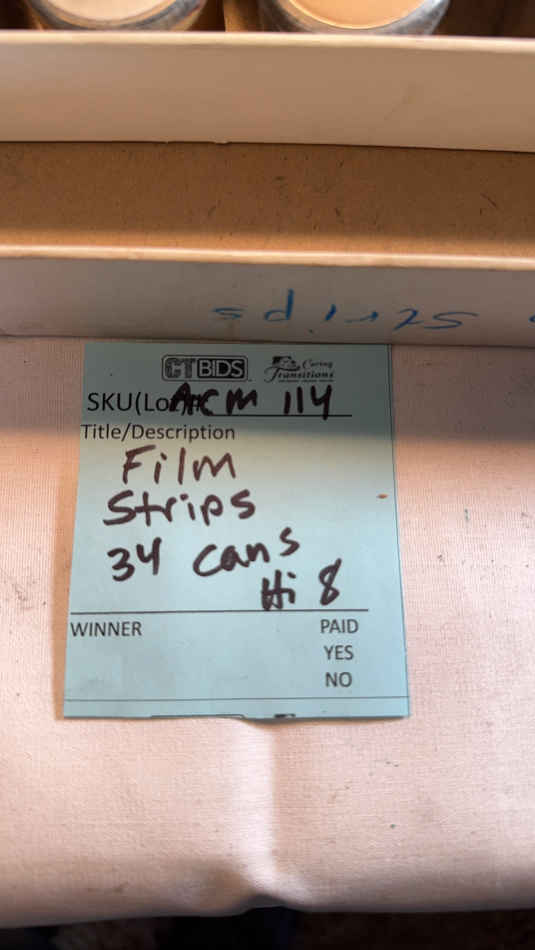 Strips
CTBIDS
Caring
Transitions
SKU(Lot)# ACM 114
Title/Description
Film
Strips
34 cans
Hi 8
WINNER
PAID
YES
NO